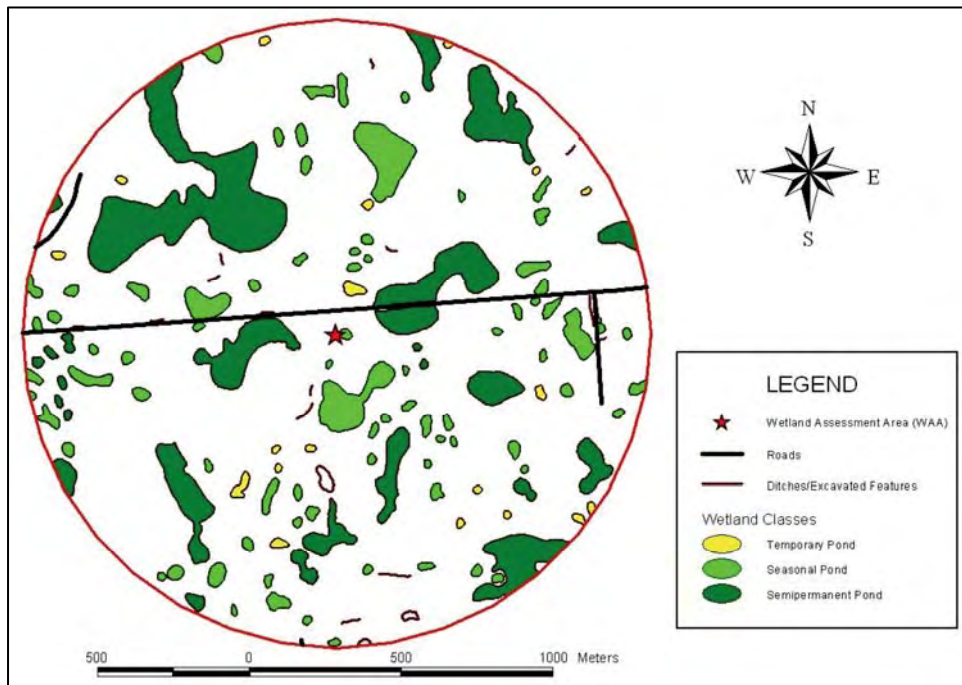 N
W E
S
LEGEND
Wetland Assessment Area (WAA)
Roads
Ditches/Excavated Features
Wetland Classes
Temporary Pond
Seasonal Pond
Semipermanent Pond
500 0 500 1000 Meters